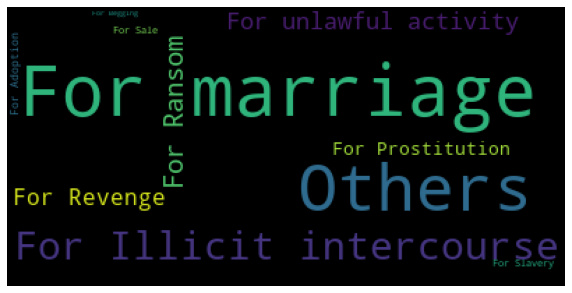 For Begging
For unlawful activity
For Sale
For Adoption
For marriage
For Ransom
For Prostitution
Others
For Revenge
For Illicit intercourse
For Slavery